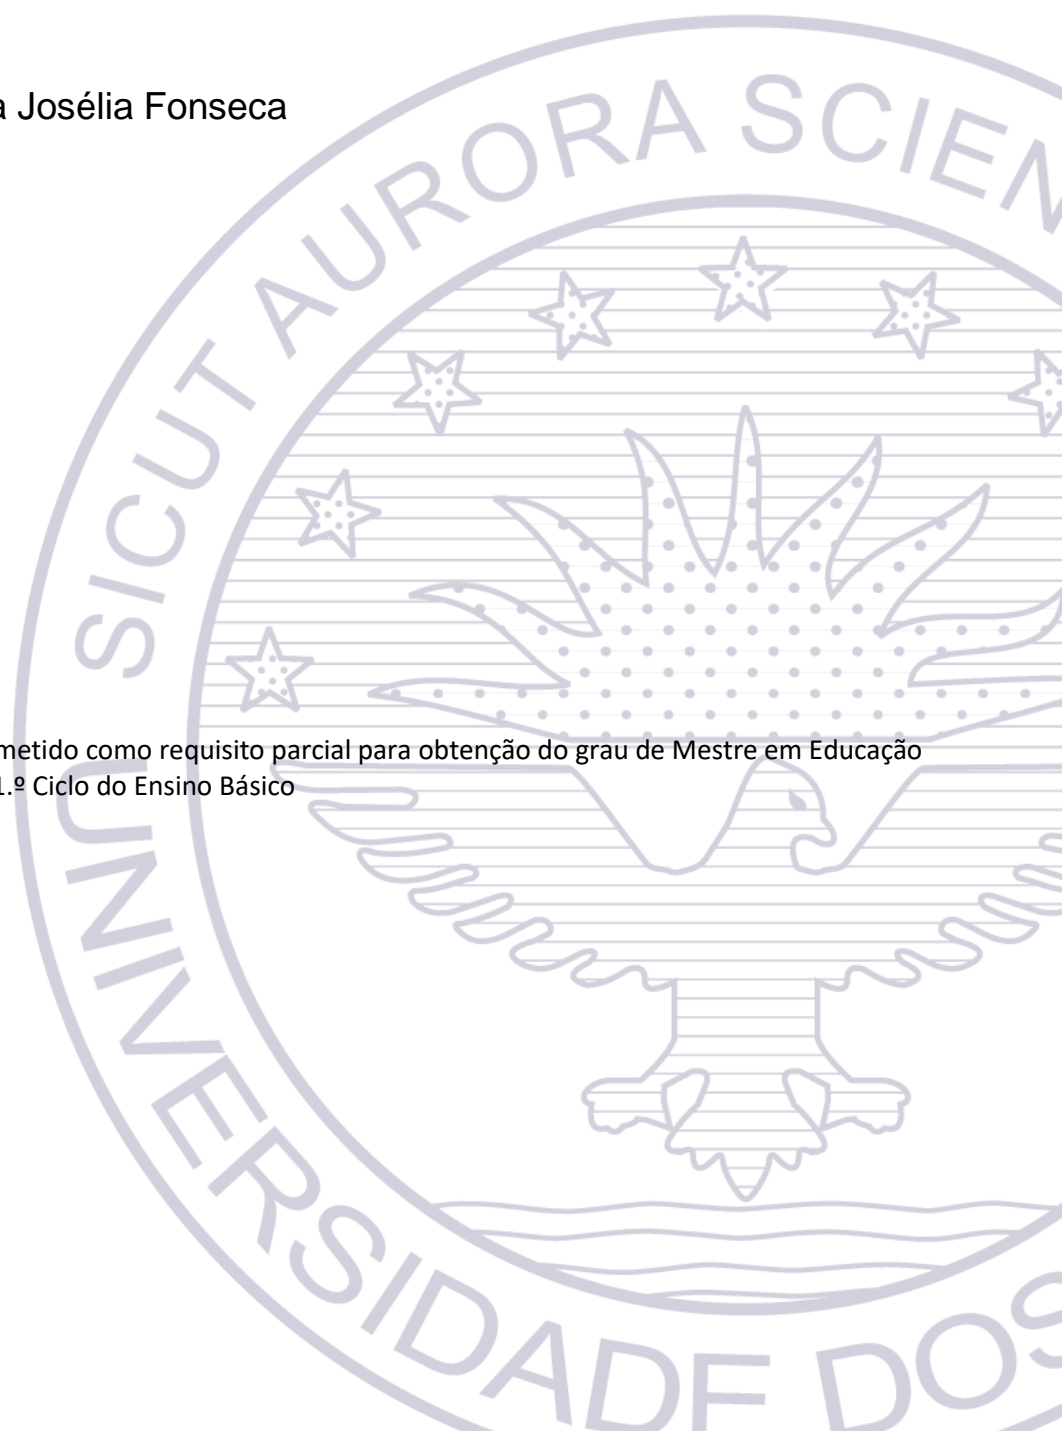 a Josélia Fonseca
SICUT AURORA SCIEN
metido como requisito parcial para obtenção do grau de Mestre em Educação
1.º Ciclo do Ensino Básico
UNIVERSIDADE DOS